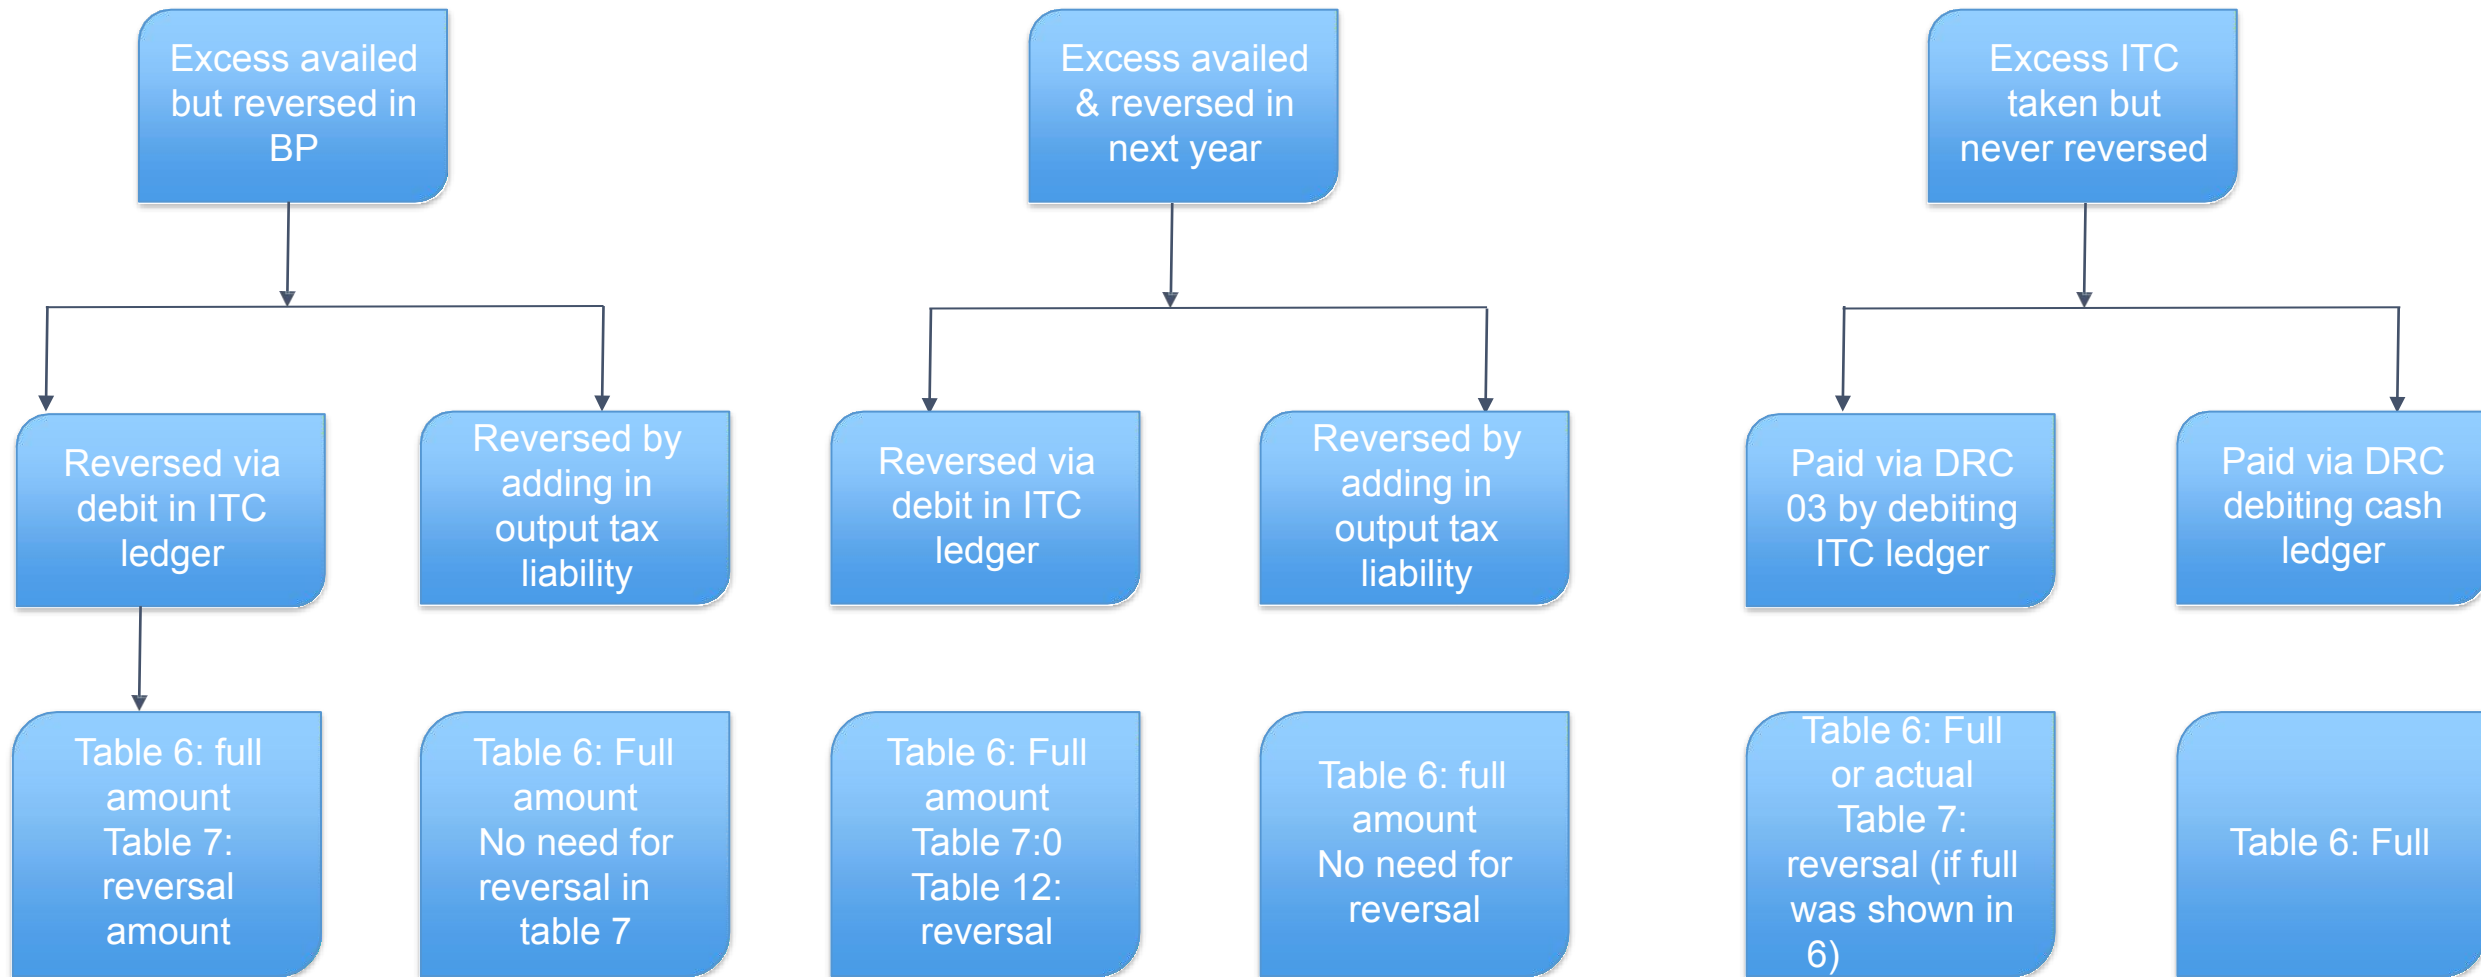 Excess availed
but reversed in
BP
Excess availed
& reversed in
next year
Excess ITC
taken but
never reversed
Reversed via
debit in ITC
ledger
Reversed by
adding in
output tax
liability
Reversed via
debit in ITC
ledger
Reversed by
adding in
output tax
liability
Paid via DRC
03 by debiting
ITC ledger
Paid via DRC
debiting cash
ledger
Table 6: full
amount
Table 7:
reversal
amount
Table 6: Full
amount
No need for
reversal in
table 7
Table 6: Full
amount
Table 7:0
Table 12:
reversal
Table 6: full
amount
No need for
reversal
Table 6: Full
or actual
Table 7:
reversal (if full
was shown in
6)
Table 6: Full